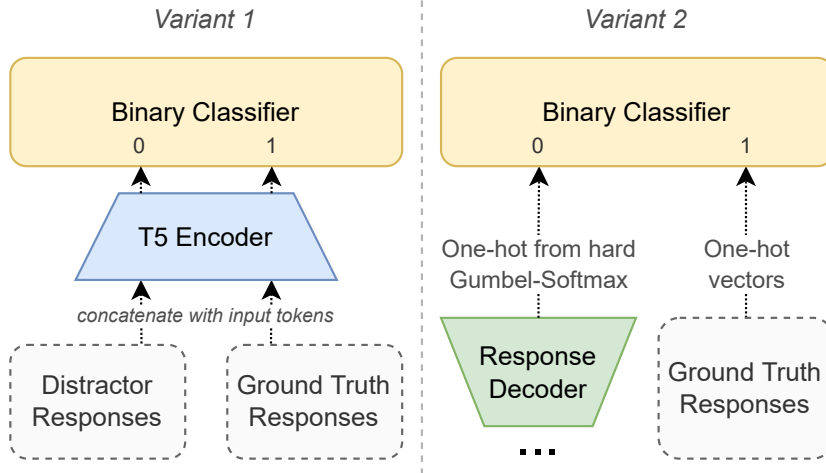 Variant 1
Binary Classifier
0 1
T5 Encoder
concatenate with input tokens
Distractor
Responses
Ground Truth
Responses
Variant 2
Binary Classifier
0 1
One-hot from hard
Gumbel-Softmax
One-hot
vectors
Response
Decoder
...
Ground Truth
Responses